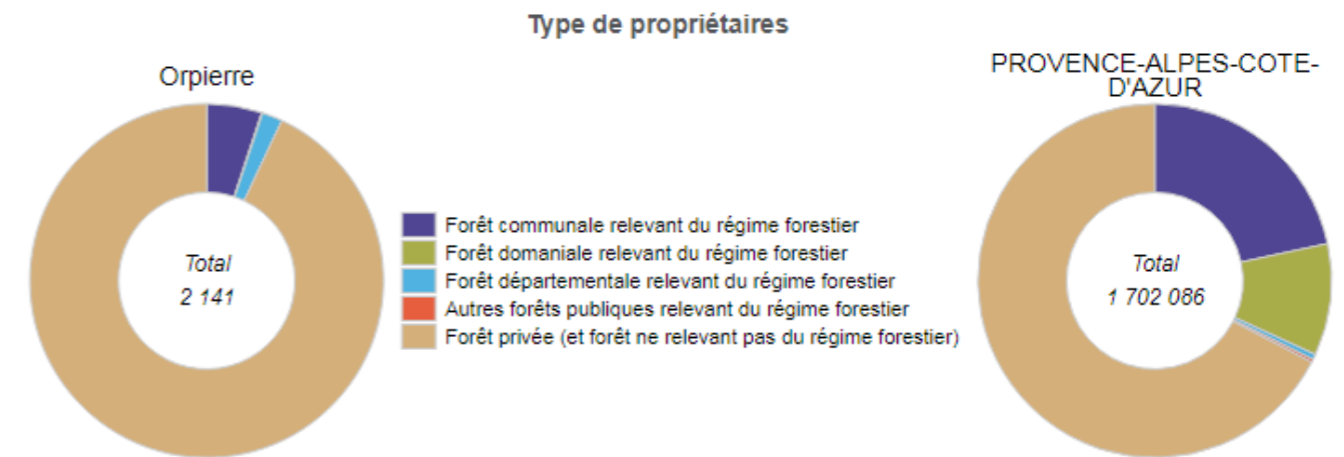 Type de propriétaires
Orpierre
Total
2 141
Forêt communale relevant du régime forestier
Forêt domaniale relevant du régime forestier
Forêt départementale relevant du régime forestier
Autres forêts publiques relevant du régime forestier
Forêt privée (et forêt ne relevant pas du régime forestier)
PROVENCE-ALPES-COTE-
D'AZUR
Total
1 702 086